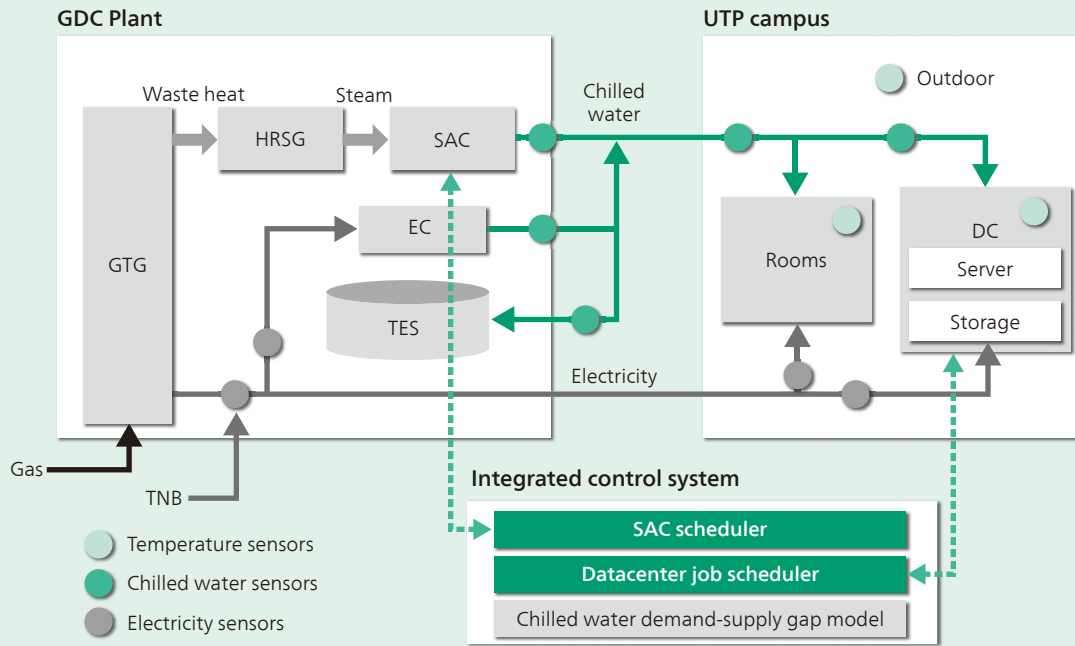 GDC Plant
UTP campus
Waste heat
Steam
Chilled
water
Outdoor
HRSG
SAC
EC
GTG
TES
Rooms
DC
Server
Storage
Electricity
Gas
TNB
Integrated control system
SAC scheduler
Datacenter job scheduler
Chilled water demand-supply gap model
Temperature sensors
Chilled water sensors
Electricity sensors